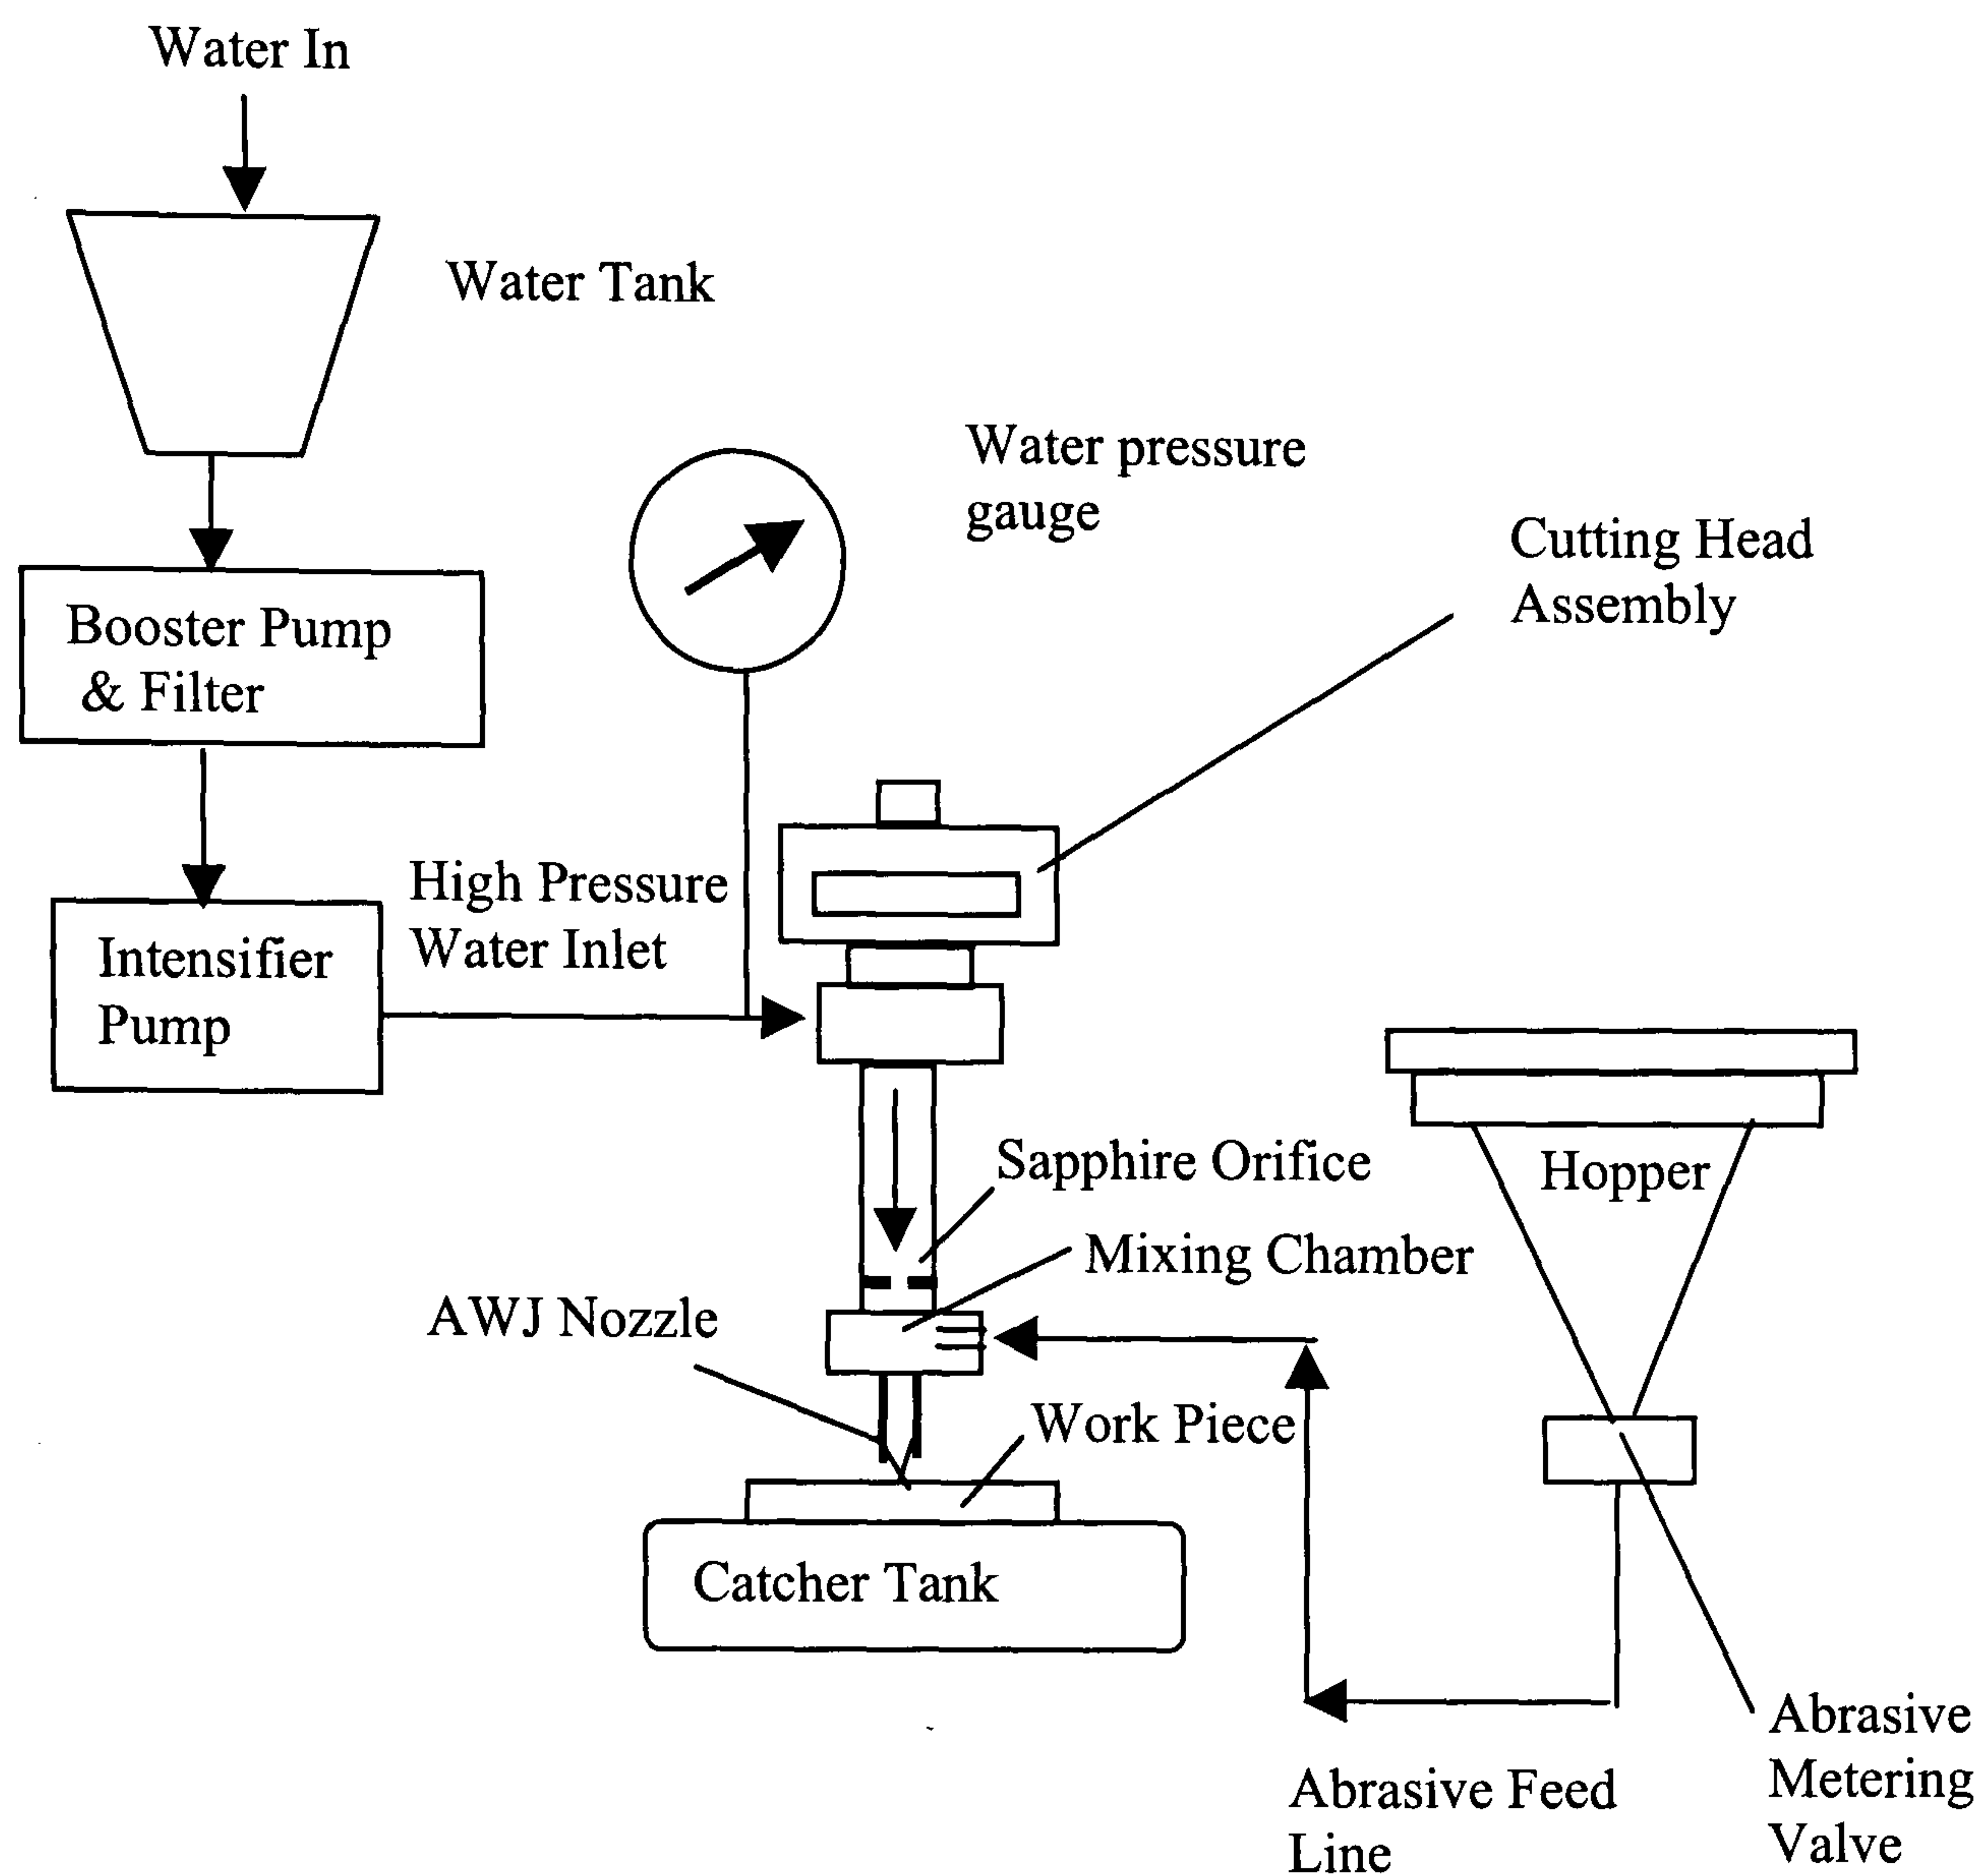 Water In
Water Tank
Water pressure
gauge
Cutting Head
Assembly
Booster Pump
& Filter
High Pressure
Water Inlet
Intensifier
Pump
Sapphire Orifice
Hopper
Mixing Chamber
AWJ Nozzle
Work Piece
Catcher Tank
Abrasive Feed
Line
Abrasive
Metering
Valve